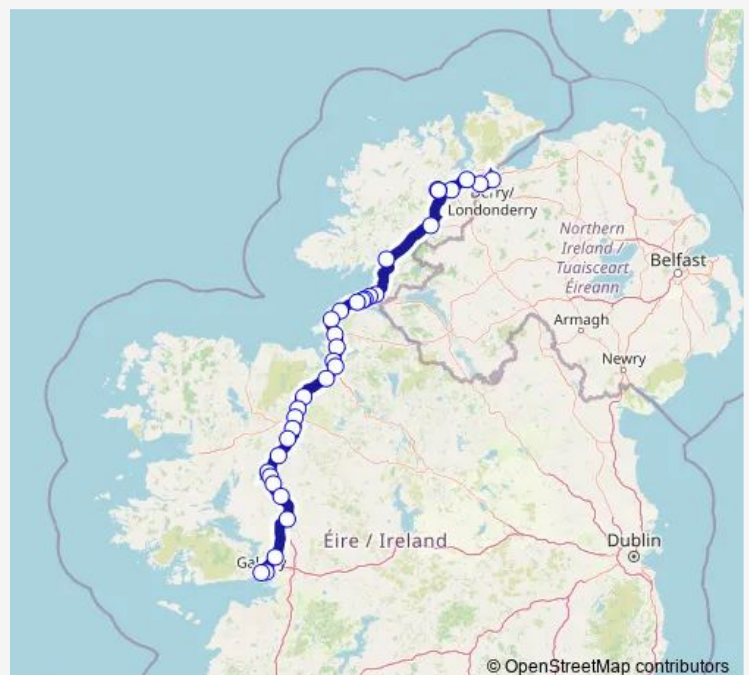 Derry/
Londonderry
Northern
Ireland /
Tuaisceart
Éireann
Belfast
Armagh
Newry
Éire / Ireland
Dublin
© OpenStreetMap contributors